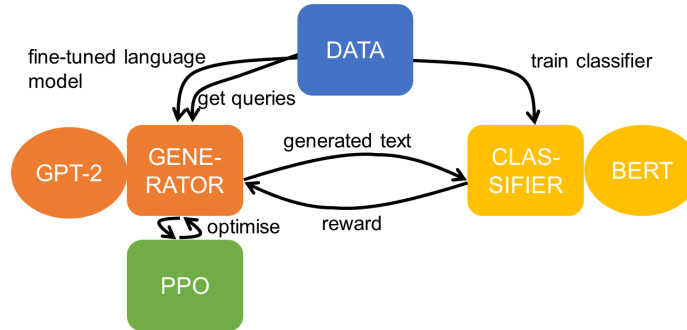 DATA
fine-tuned language
model
train classifier
get queries
GPT-2
GENE-
RATOR
generated text
CLAS-
SIFIER
BERT
reward
optimise
PPO